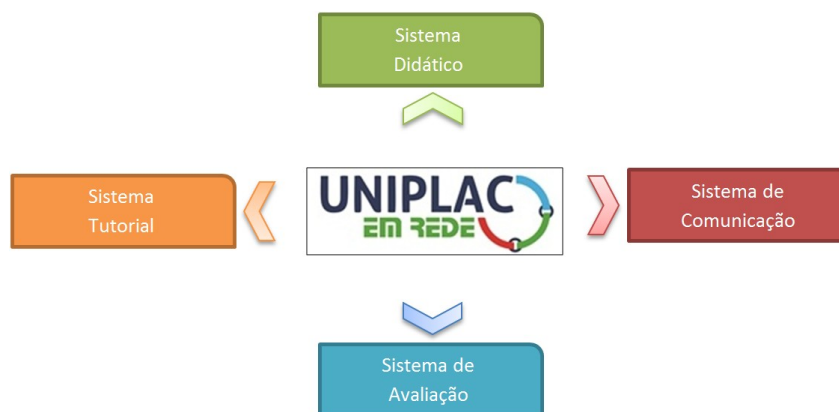 Sistema
Didático
Sistema
Tutorial
UNIPLAC
EM REDE
Sistema de
Comunicação
Sistema de
Avaliação